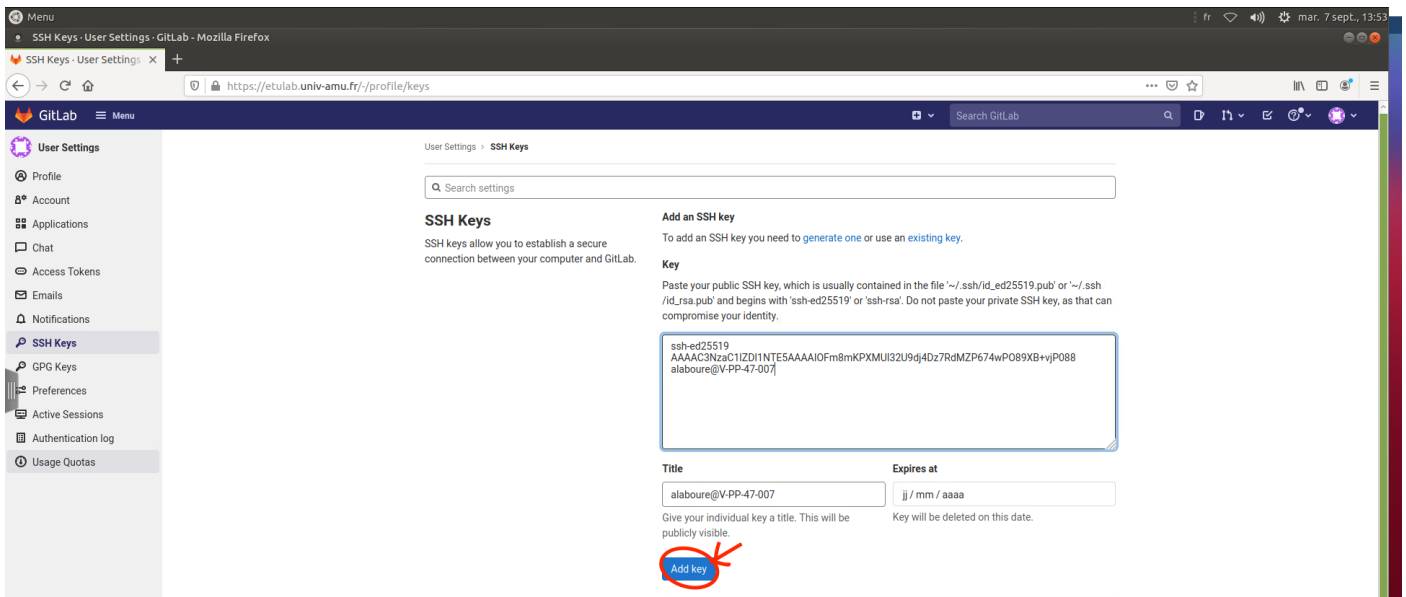 Menu
fr
mar. 7 sept., 13:53
SSH Keys · User Settings · GitLab - Mozilla Firefox
SSH Keys · User Settings
https://etulab.univ-amu.fr/-/profile/keys
GitLab
Menu
Search GitLab
User Settings
Profile
Account
Applications
Chat
Access Tokens
Emails
Notifications
SSH Keys
GPG Keys
Preferences
Active Sessions
Authentication log
Usage Quotas
User Settings > SSH Keys
Search settings
SSH Keys
SSH keys allow you to establish a secure
connection between your computer and GitLab.
Add an SSH key
To add an SSH key you need to generate one or use an existing key.
Key
Paste your public SSH key, which is usually contained in the file '~/.ssh/id_ed25519.pub' or '~/.ssh
/id_rsa.pub' and begins with 'ssh-ed25519' or 'ssh-rsa'. Do not paste your private SSH key, as that can
compromise your identity.
ssh-ed25519
AAAAC3NzaC1lZDI1NTE5AAAAIOFm8mKPXMUI32U9dj4Dz7RdMZP674wPO89XB+vjP088
alaboure@V-PP-47-007
Title
Expires at
alaboure@V-PP-47-007
jj / mm / aaaa
Give your individual key a title. This will be
publicly visible.
Key will be deleted on this date.
Add key